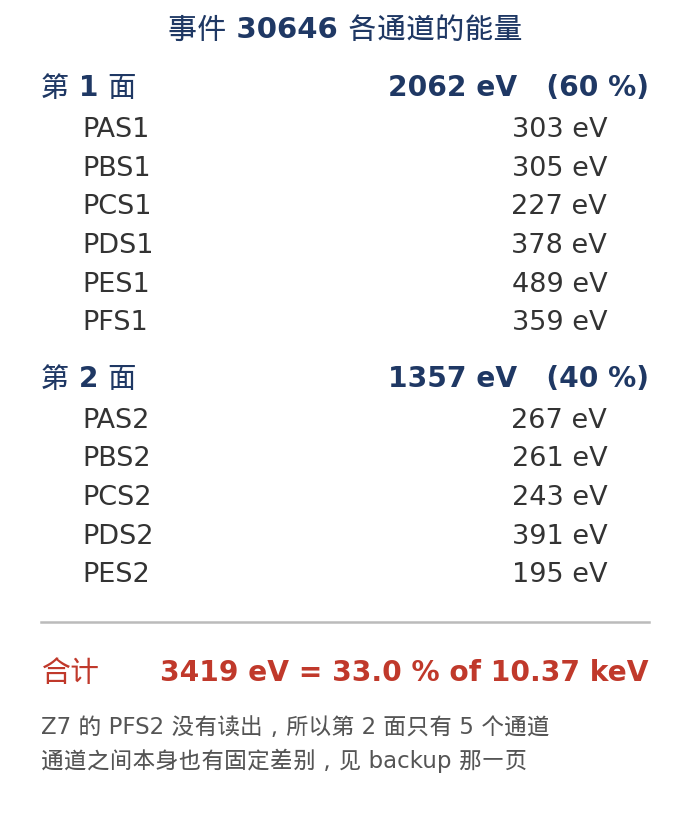 事件 30646 各通道的能量
第 1 面 2062 eV (60 %)
PAS1 303 eV
PBS1 305 eV
PCS1 227 eV
PDS1 378 eV
PES1 489 eV
PFS1 359 eV
第 2 面 1357 eV (40 %)
PAS2 267 eV
PBS2 261 eV
PCS2 243 eV
PDS2 391 eV
PES2 195 eV
合计 3419 eV = 33.0 % of 10.37 keV
Z7 的 PFS2 没有读出，所以第 2 面只有 5 个通道
通道之间本身也有固定差别，见 backup 那一页